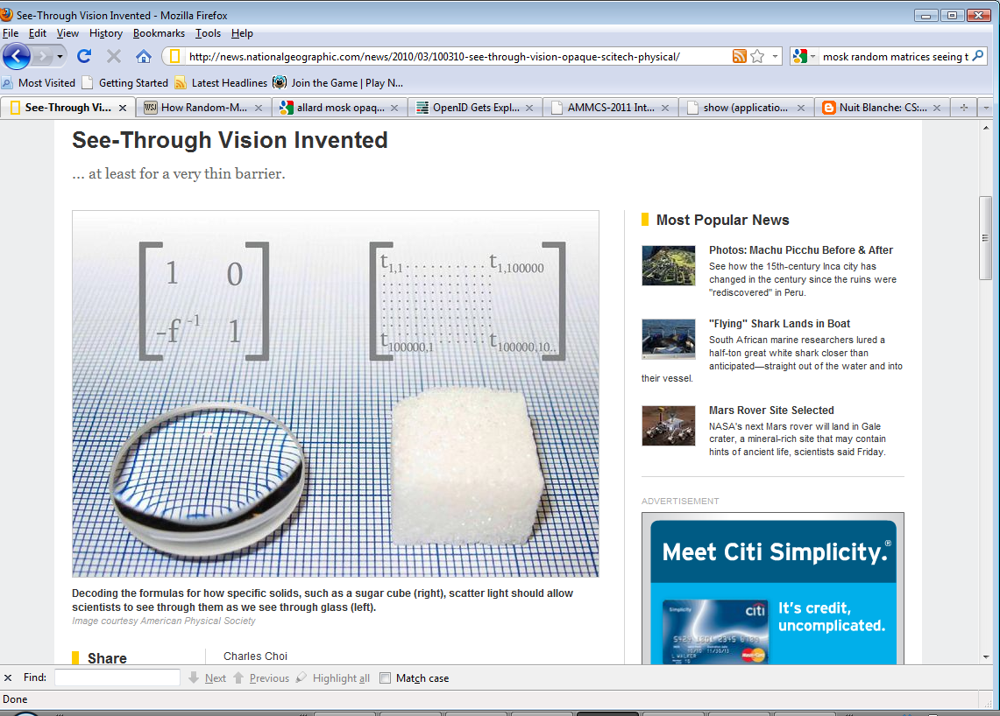 See-Through Vision Invented - Mozilla Firefox
File Edit View History Bookmarks Tools Help
http://news.nationalgeographic.com/news/2010/03/100310-see-through-vision-opaque-scitech-physical/
mosk random matrices seeing t
Most Visited Getting Started Latest Headlines Join the Game | Play N...
See-Through Vi... WSJ How Random-M... allard mosk opaq... OpenID Gets Expl... AMMCS-2011 Int... show (applicatio... Nuit Blanche: CS:...
See-Through Vision Invented
... at least for a very thin barrier.
1 0
-f -1 1
t1,1 . . . . . . . . t1,100000
t100000,1 . . . . . . . t100000,10..
Decoding the formulas for how specific solids, such as a sugar cube (right), scatter light should allow
scientists to see through them as we see through glass (left).
Image courtesy American Physical Society
Share
Charles Choi
Most Popular News
Photos: Machu Picchu Before & After
See how the 15th-century Inca city has
changed in the century since the ruins were
"rediscovered" in Peru.
"Flying" Shark Lands in Boat
South African marine researchers lured a
half-ton great white shark closer than
anticipated—straight out of the water and into
their vessel.
Mars Rover Site Selected
NASA's next Mars rover will land in Gale
crater, a mineral-rich site that may contain
hints of ancient life, scientists said Friday.
ADVERTISEMENT
Meet Citi Simplicity.®
Simplicity citi
It's credit,
uncomplicated.
L WALKER
MasterCard
Find: Next Previous Highlight all Match case
Done